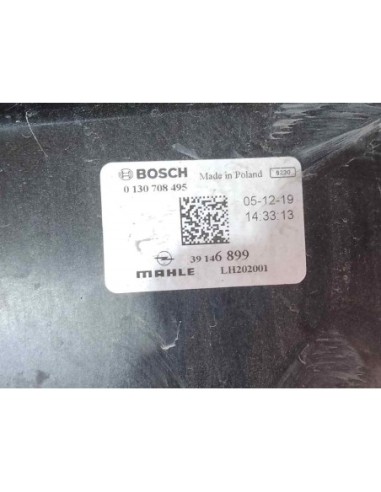 BOSCH Made in Poland
0 130 708 495
05-12-19
14.33.13
39 146 899
MAHLE LH202001